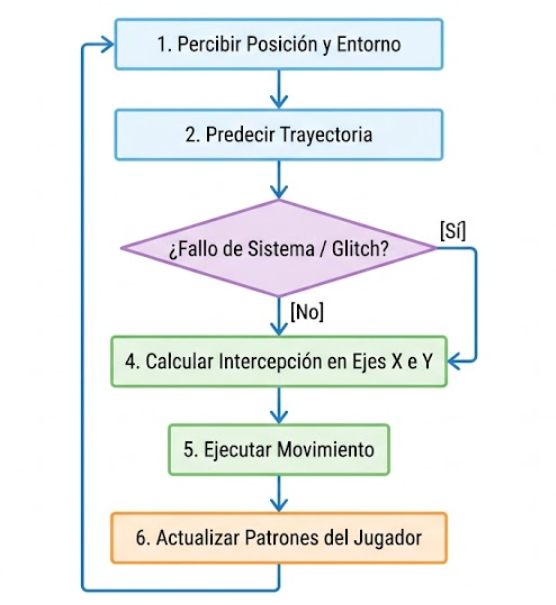 1. Percibir Posición y Entorno
2. Predecir Trayectoria
¿Fallo de Sistema / Glitch?
[Sí]
[No]
4. Calcular Intercepción en Ejes X e Y
5. Ejecutar Movimiento
6. Actualizar Patrones del Jugador